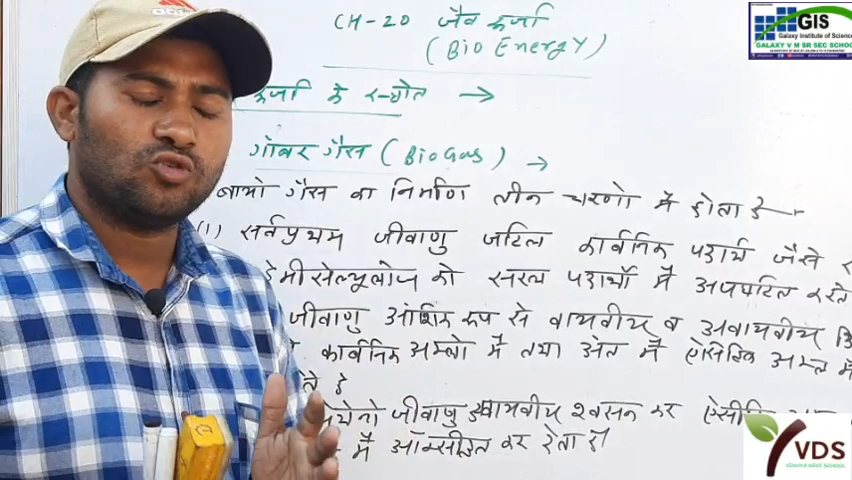 CH-20 जैव ऊर्जा
(Bio Energy)
ऊर्जा के स्त्रोत →
गोबर गैस (BioGas) →
बायो गैस का निर्माण तीन चरणो में होता है -
(1) सर्वप्रथम जीवाणु जटिल कार्बनिक पदार्थ जैसे
हेमीसेल्यूलोज को सरल पदार्थो में अपघटित करते
जीवाणु आंशिक रूप से वायवीय व अवायवीय
कार्बनिक अम्लो में तथा अंत में ऐसिटिक अम्ल में
है
जीवाणु अवायवीय श्वसन कर
में ऑक्सीकृत कर देता है
GIS
Galaxy Institute of Science
GALAXY V M SR SEC SCHOOL
VDS